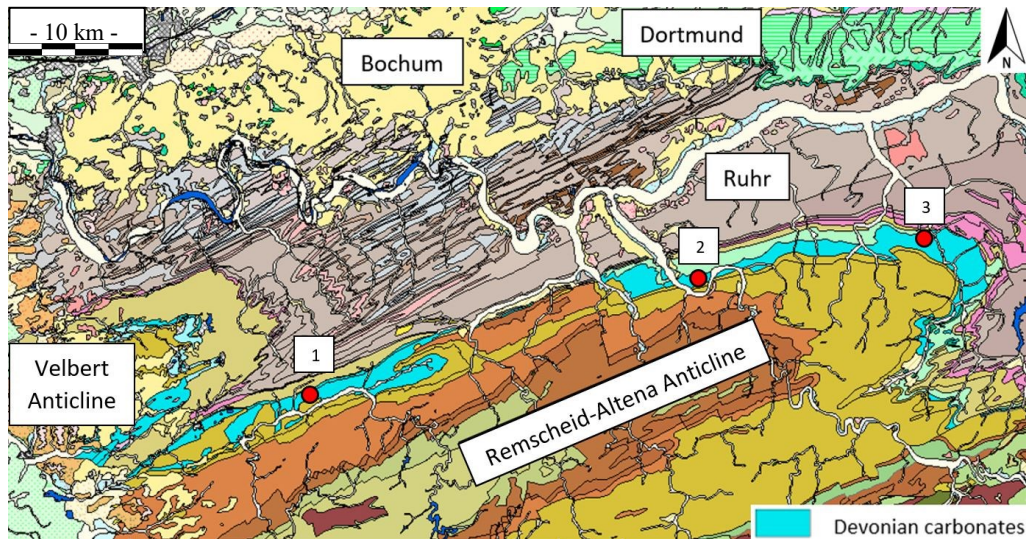 - 10 km -
Bochum
Dortmund
N
Ruhr
3
2
1
Velbert
Anticline
Remscheid-Altena Anticline
Devonian carbonates